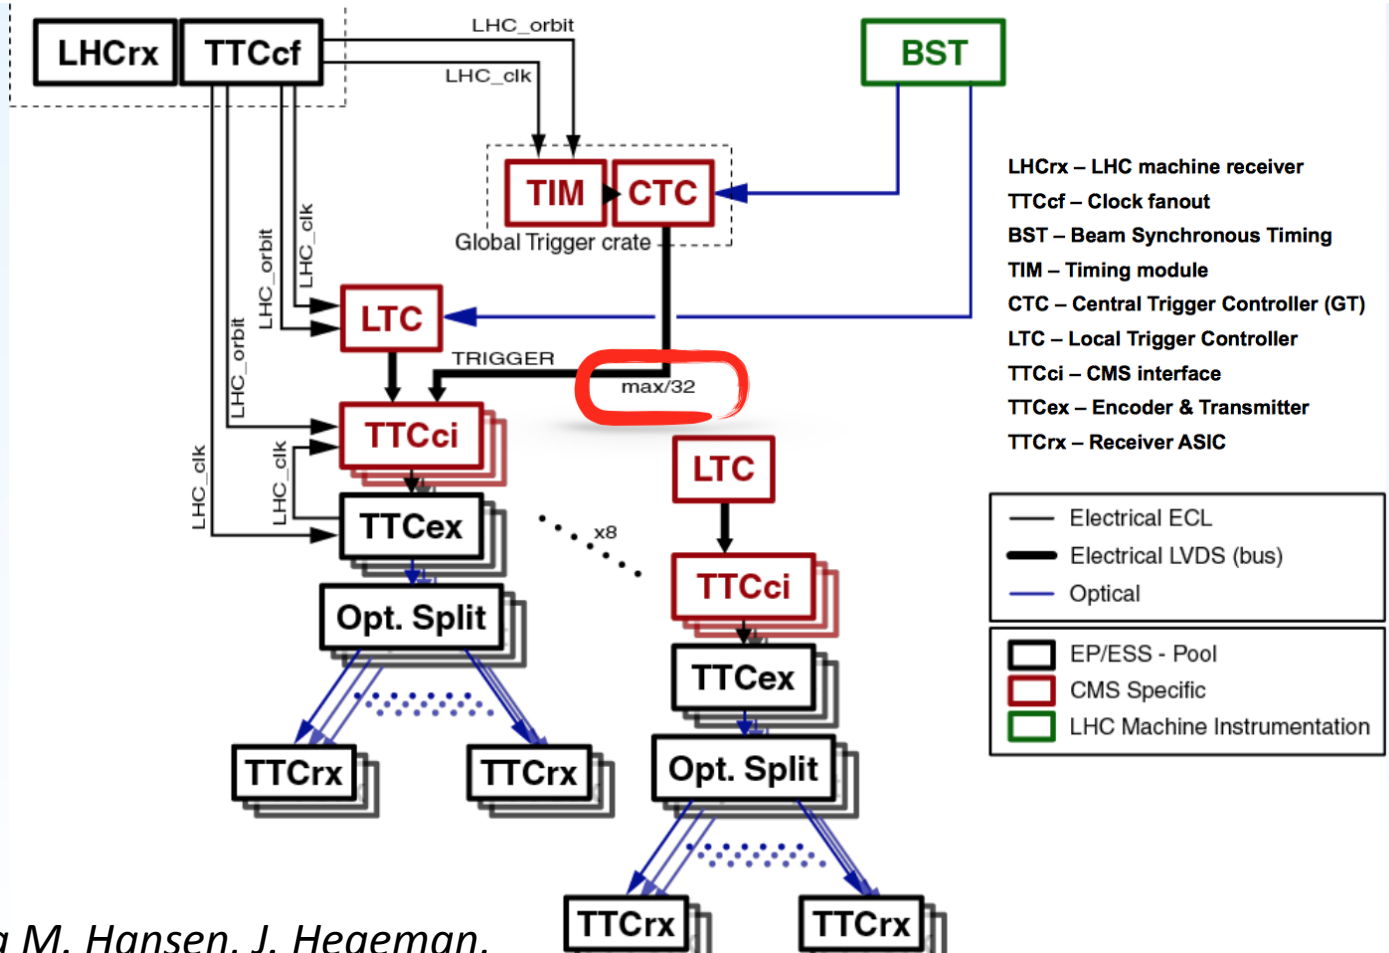 LHCrx
TTCcf
LHC_orbit
LHC_clk
BST
TIM
CTC
Global Trigger crate
LHC_orbit
LHC_clk
LHC_orbit
LHC_clk
LHC_clk
LTC
TRIGGER
max/32
TTCci
TTCex
x8
Opt. Split
TTCrx
TTCrx
LTC
TTCci
TTCex
Opt. Split
TTCrx
TTCrx
LHCrx – LHC machine receiver
TTCcf – Clock fanout
BST – Beam Synchronous Timing
TIM – Timing module
CTC – Central Trigger Controller (GT)
LTC – Local Trigger Controller
TTCci – CMS interface
TTCex – Encoder & Transmitter
TTCrx – Receiver ASIC
Electrical ECL
Electrical LVDS (bus)
Optical
EP/ESS - Pool
CMS Specific
LHC Machine Instrumentation
M. Hansen, J. Hegeman,